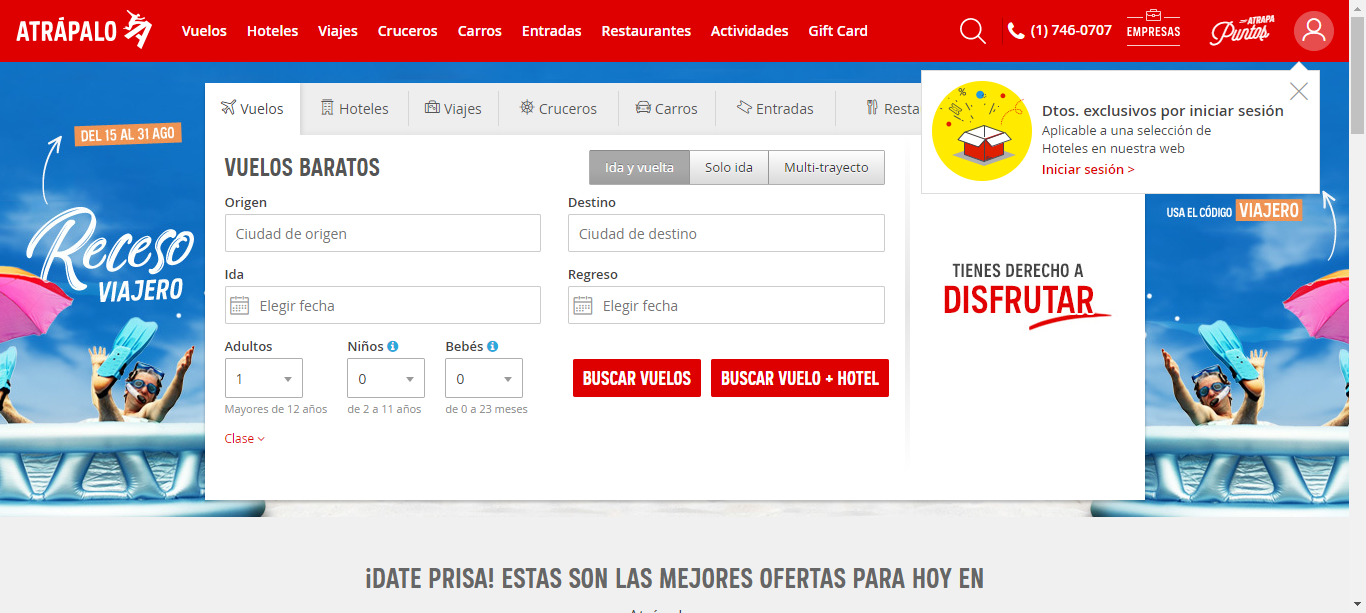 ATRÁPALO
Vuelos Hoteles Viajes Cruceros Carros Entradas Restaurantes Actividades Gift Card
(1) 746-0707
EMPRESAS
ATRAPA
Puntos
Vuelos
Hoteles
Viajes
Cruceros
Carros
Entradas
Resta
Dtos. exclusivos por iniciar sesión
Aplicable a una selección de
Hoteles en nuestra web
Iniciar sesión >
DEL 15 AL 31 AGO
Receso
VIAJERO
VUELOS BARATOS
Ida y vuelta
Solo ida
Multi-trayecto
Origen
Ciudad de origen
Destino
Ciudad de destino
Ida
Elegir fecha
Regreso
Elegir fecha
Adultos
1
Mayores de 12 años
Niños
0
de 2 a 11 años
Bebés
0
de 0 a 23 meses
BUSCAR VUELOS
BUSCAR VUELO + HOTEL
Clase
TIENES DERECHO A
DISFRUTAR
USA EL CÓDIGO VIAJERO
¡DATE PRISA! ESTAS SON LAS MEJORES OFERTAS PARA HOY EN